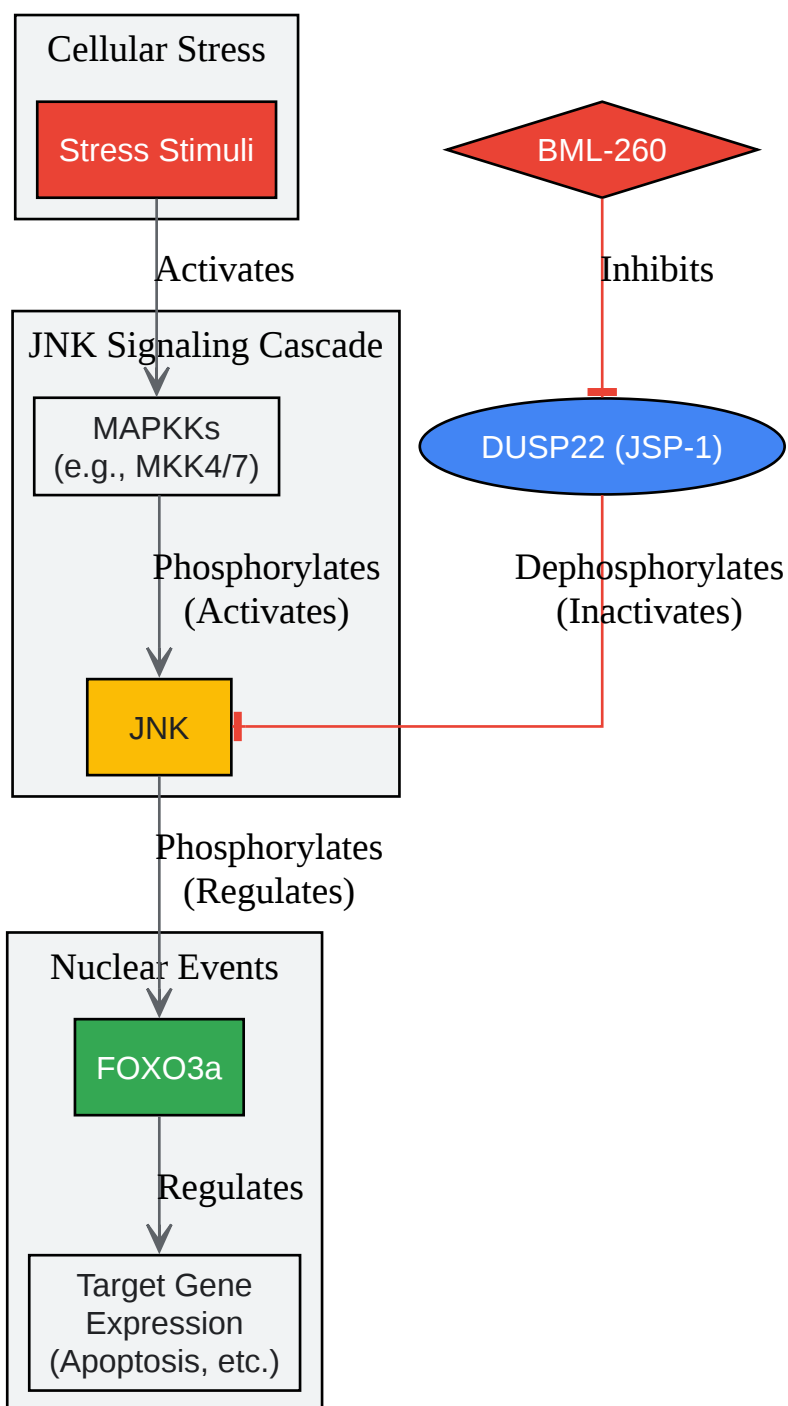 Cellular Stress
Stress Stimuli
BML-260
Activates
Inhibits
JNK Signaling Cascade
MAPKKs
(e.g., MKK4/7)
DUSP22 (JSP-1)
Phosphorylates
(Activates)
Dephosphorylates
(Inactivates)
JNK
Phosphorylates
(Regulates)
Nuclear Events
FOXO3a
Regulates
Target Gene
Expression
(Apoptosis, etc.)